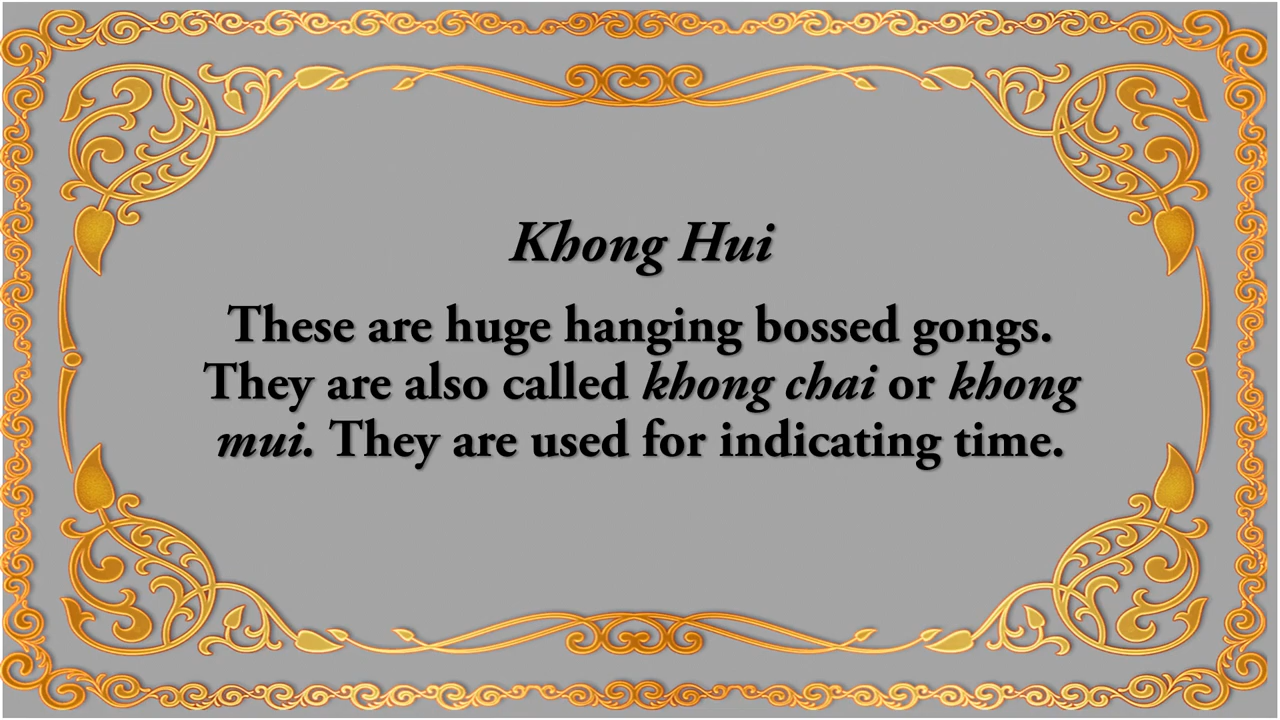 Khong Hui
These are huge hanging bossed gongs.
They are also called khong chai or khong
mui. They are used for indicating time.